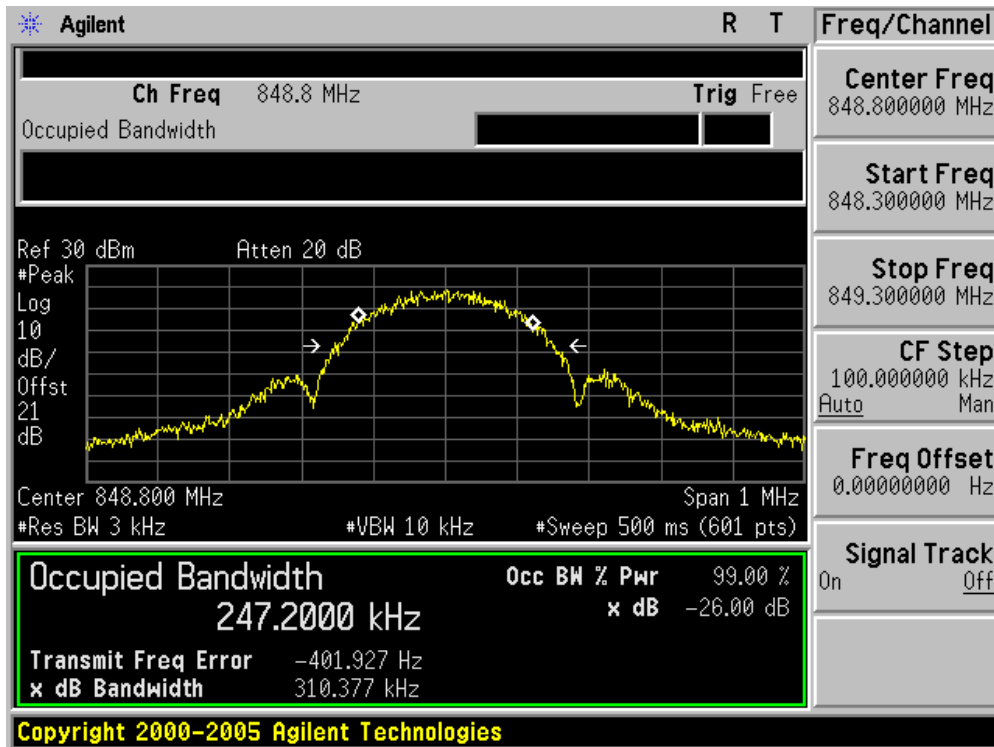 Agilent R T
Ch Freq 848.8 MHz Trig Free
Occupied Bandwidth
Ref 30 dBm Atten 20 dB
#Peak
Log
10
dB/
Offst
21
dB
Center 848.800 MHz Span 1 MHz
#Res BW 3 kHz #VBW 10 kHz #Sweep 500 ms (601 pts)
Occupied Bandwidth Occ BW % Pwr 99.00 %
247.2000 kHz x dB -26.00 dB
Transmit Freq Error -401.927 Hz
x dB Bandwidth 310.377 kHz
Copyright 2000-2005 Agilent Technologies
Freq/Channel
Center Freq
848.800000 MHz
Start Freq
848.300000 MHz
Stop Freq
849.300000 MHz
CF Step
100.000000 kHz
Auto Man
Freq Offset
0.00000000 Hz
Signal Track
On Off